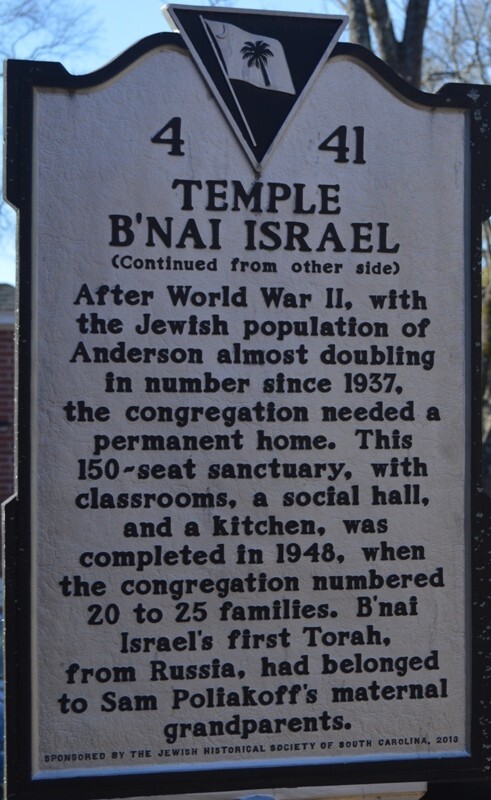 4 41
TEMPLE
B'NAI ISRAEL
(Continued from other side)
After World War II, with
the Jewish population of
Anderson almost doubling
in number since 1937,
the congregation needed a
permanent home. This
150-seat sanctuary, with
classrooms, a social hall,
and a kitchen, was
completed in 1948, when
the congregation numbered
20 to 25 families. B'nai
Israel's first Torah,
from Russia, had belonged
to Sam Poliakoff's maternal
grandparents.
SPONSORED BY THE JEWISH HISTORICAL SOCIETY OF SOUTH CAROLINA, 2013